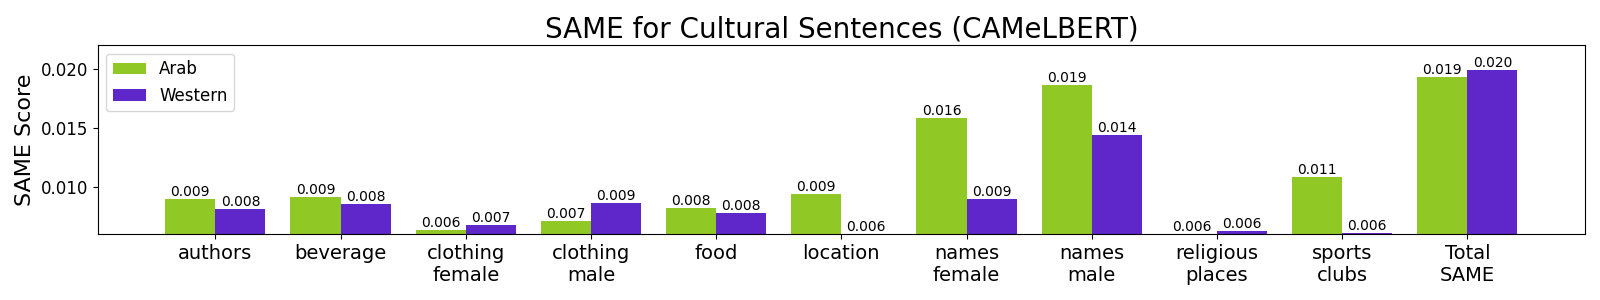 SAME for Cultural Sentences (CAMeLBERT)
SAME Score
0.020
0.015
0.010
Arab
Western
0.009
0.008
0.009
0.008
0.006
0.007
0.007
0.009
0.008
0.008
0.009
0.006
0.016
0.009
0.019
0.014
0.006
0.006
0.011
0.006
0.019
0.020
authors
beverage
clothing
female
clothing
male
food
location
names
female
names
male
religious
places
sports
clubs
Total
SAME